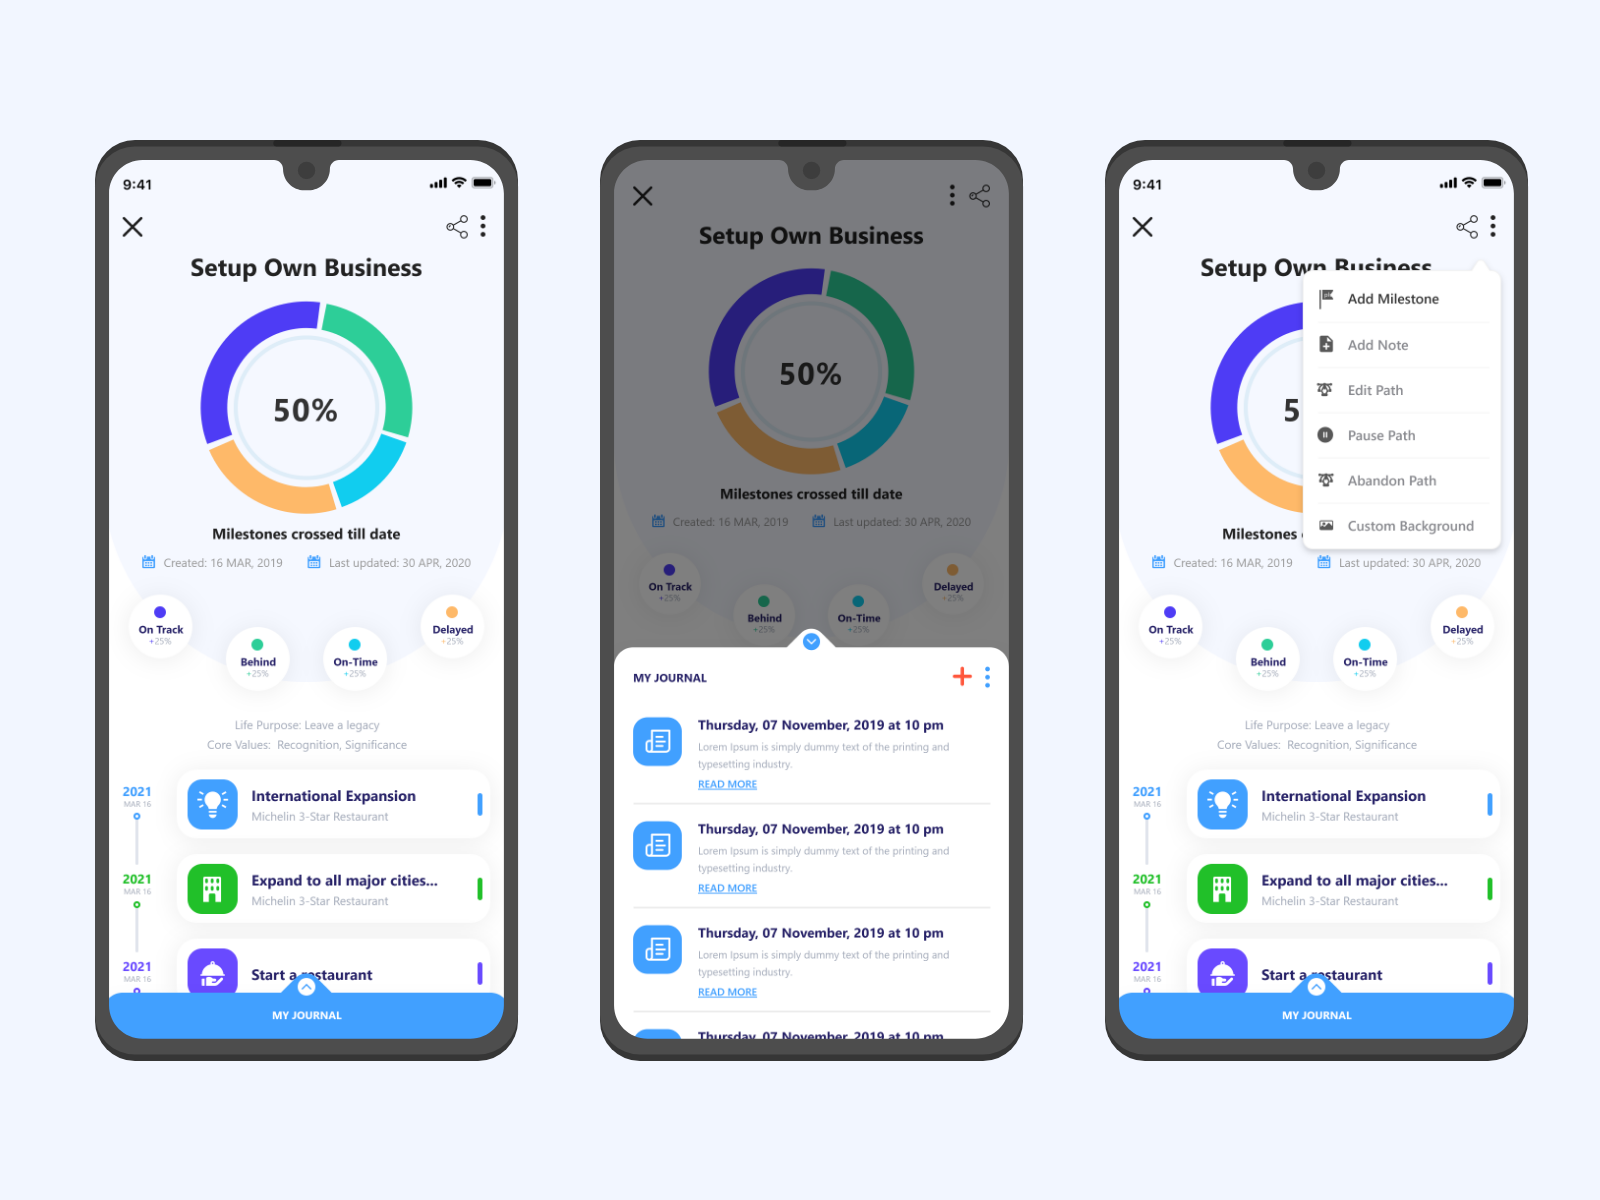 9:41
Setup Own Business
50%
Milestones crossed till date
Created: 16 MAR, 2019
Last updated: 30 APR, 2020
On Track
+25%
Behind
+25%
On-Time
+25%
Delayed
+25%
Life Purpose: Leave a legacy
Core Values: Recognition, Significance
2021
MAR 16
International Expansion
Michelin 3-Star Restaurant
2021
MAR 16
Expand to all major cities...
Michelin 3-Star Restaurant
2021
MAR 16
Start a restaurant
MY JOURNAL
Setup Own Business
50%
Milestones crossed till date
Created: 16 MAR, 2019
Last updated: 30 APR, 2020
On Track
+25%
Behind
+25%
On-Time
+25%
Delayed
+25%
MY JOURNAL
Thursday, 07 November, 2019 at 10 pm
Lorem Ipsum is simply dummy text of the printing and
typesetting industry.
READ MORE
Thursday, 07 November, 2019 at 10 pm
Lorem Ipsum is simply dummy text of the printing and
typesetting industry.
READ MORE
Thursday, 07 November, 2019 at 10 pm
Lorem Ipsum is simply dummy text of the printing and
typesetting industry.
READ MORE
Thursday, 07 November, 2019 at 10 pm
9:41
Setup Own Business
Add Milestone
Add Note
Edit Path
Pause Path
Abandon Path
Custom Background
5
Milestones
Created: 16 MAR, 2019
Last updated: 30 APR, 2020
On Track
+25%
Behind
+25%
On-Time
+25%
Delayed
+25%
Life Purpose: Leave a legacy
Core Values: Recognition, Significance
2021
MAR 16
International Expansion
Michelin 3-Star Restaurant
2021
MAR 16
Expand to all major cities...
Michelin 3-Star Restaurant
2021
MAR 16
Start a restaurant
MY JOURNAL